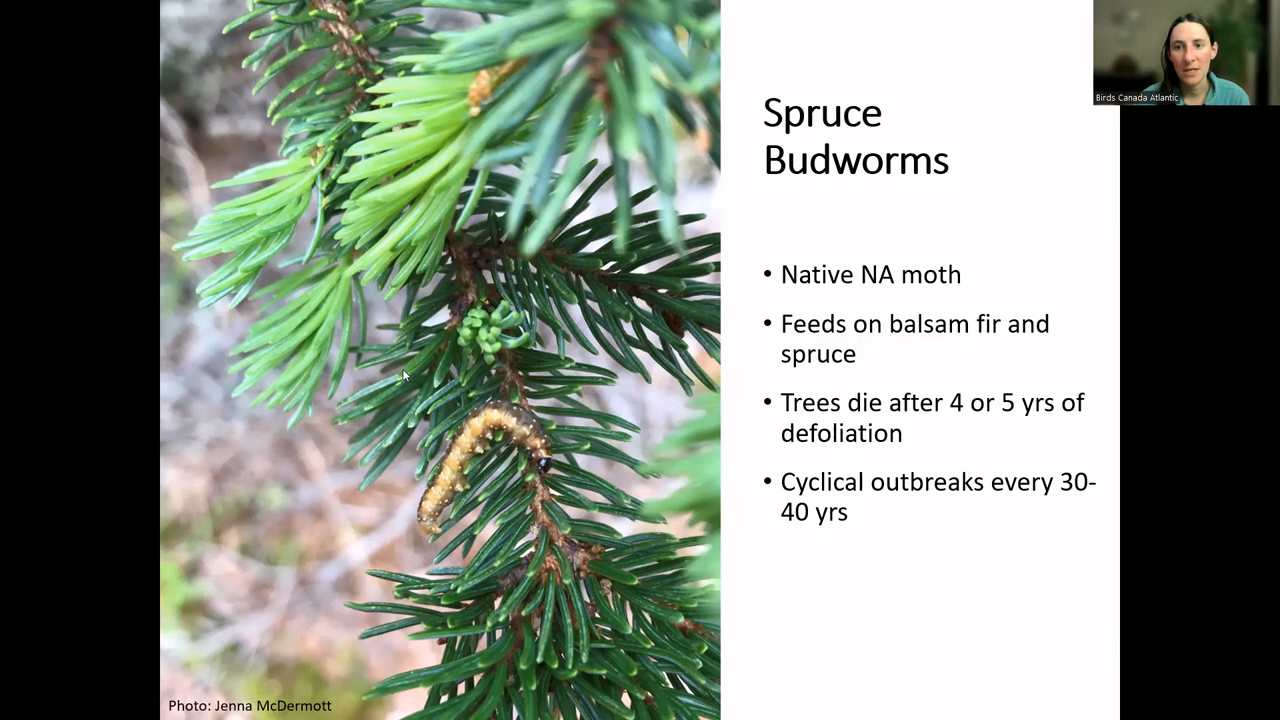 Spruce
Budworms
• Native NA moth
• Feeds on balsam fir and
spruce
• Trees die after 4 or 5 yrs of
defoliation
• Cyclical outbreaks every 30-
40 yrs
Photo: Jenna McDermott
Birds Canada Atlantic